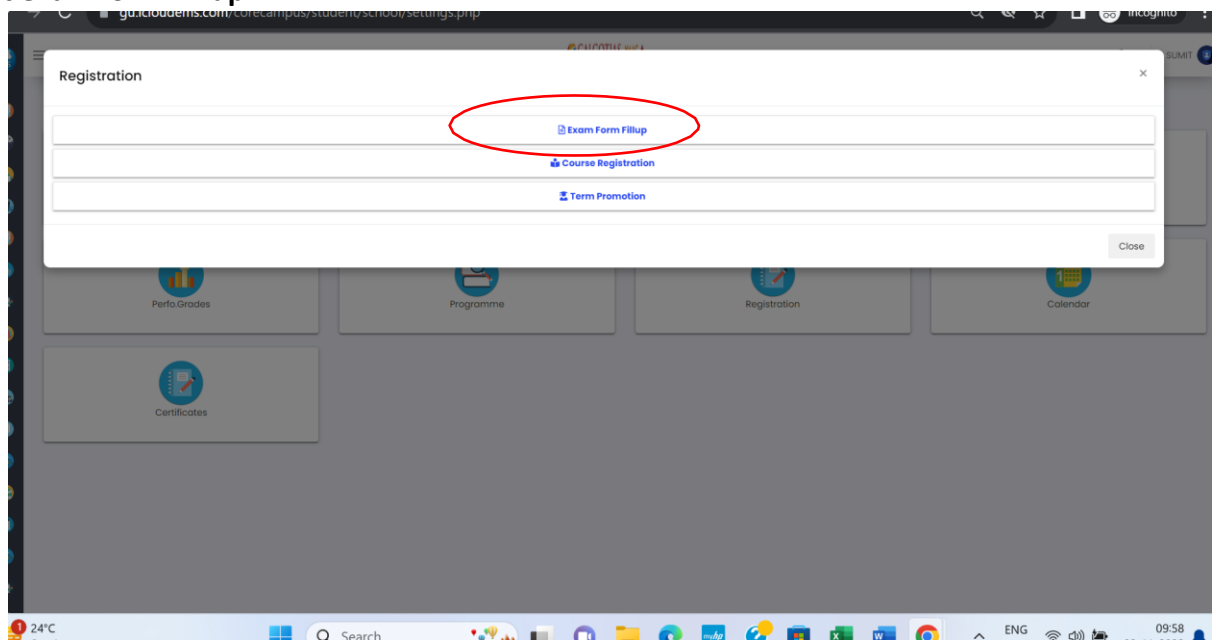 gu.icloudems.com/corecampus/student/school/settings.php
Incognito
SUMIT
Registration
×
Exam Form Fillup
Course Registration
Term Promotion
Close
Perfo.Grades
Programme
Registration
Calendar
Certificates
1
24°C
Search
ENG
09:58